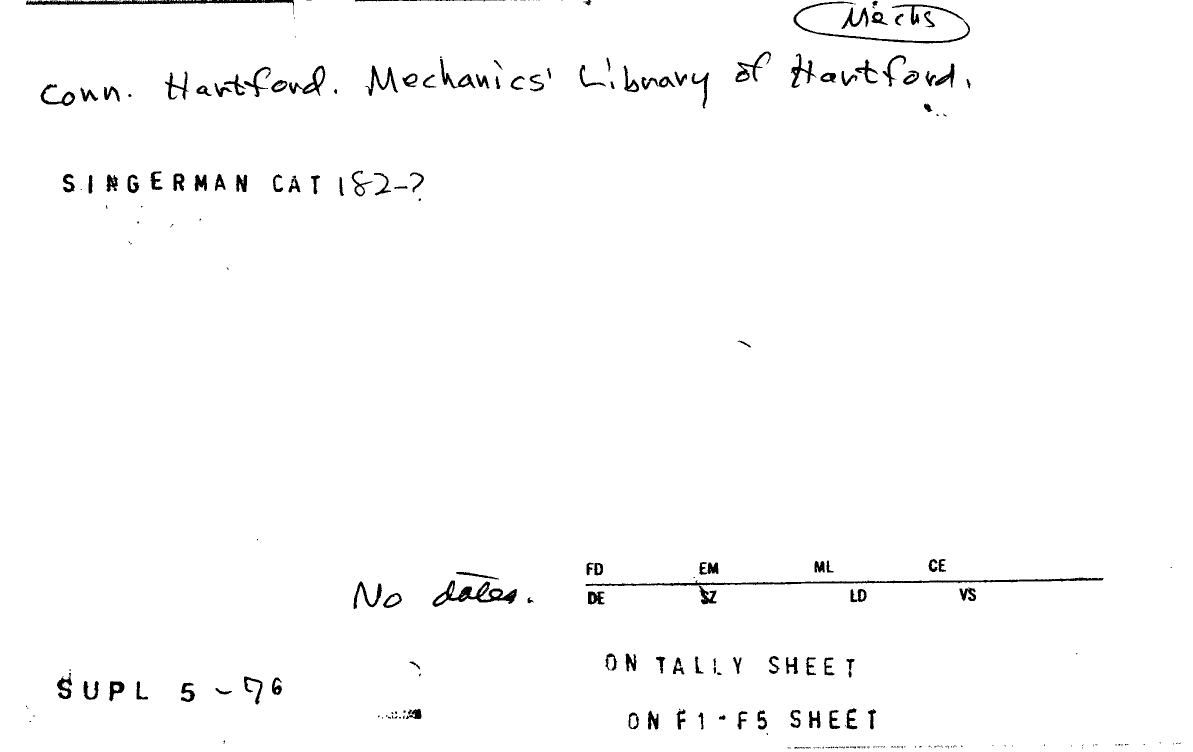 Mechs
Conn. Hartford. Mechanics' Library of Hartford.
SINGERMAN CAT 182-?
FD EM ML CE
No dates.
DE SZ LD VS
ON TALLY SHEET
SUPL 5-76
ON F1-F5 SHEET